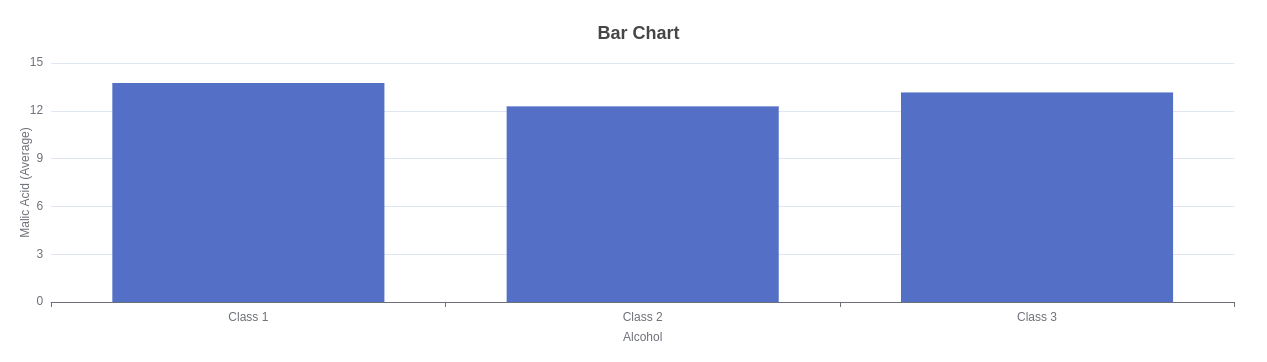 Bar Chart
Malic Acid (Average)
15
12
9
6
3
0
Class 1
Class 2
Class 3
Alcohol